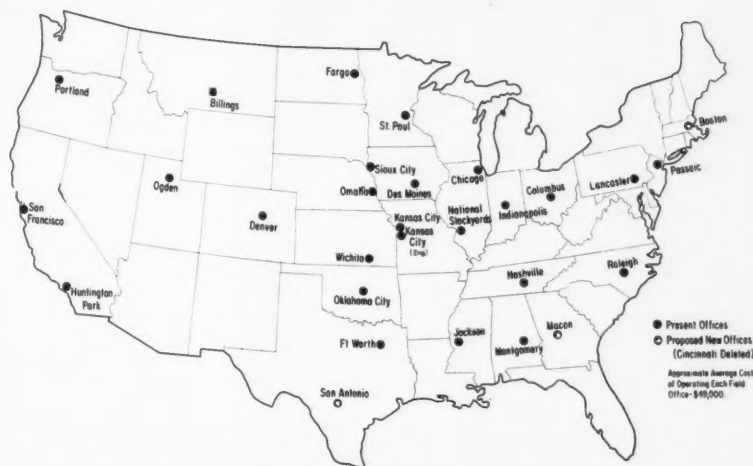 Fargo
Portland
Billings
St. Paul
Boston
Sioux City
Chicago
Passaic
Ogden
Omaha
Des Moines
Columbus
Lancaster
San
Francisco
Denver
Kansas City
National
Stockyards
Indianapolis
Kansas
City
(Eng)
Wichita
Nashville
Raleigh
Huntington
Park
Oklahoma City
Ft Worth
Jackson
Montgomery
Macon
San Antonio
Present Offices
Proposed New Offices
(Cincinnati Deleted)
Approximate Average Cost
of Operating Each Field
Office-$49,000.